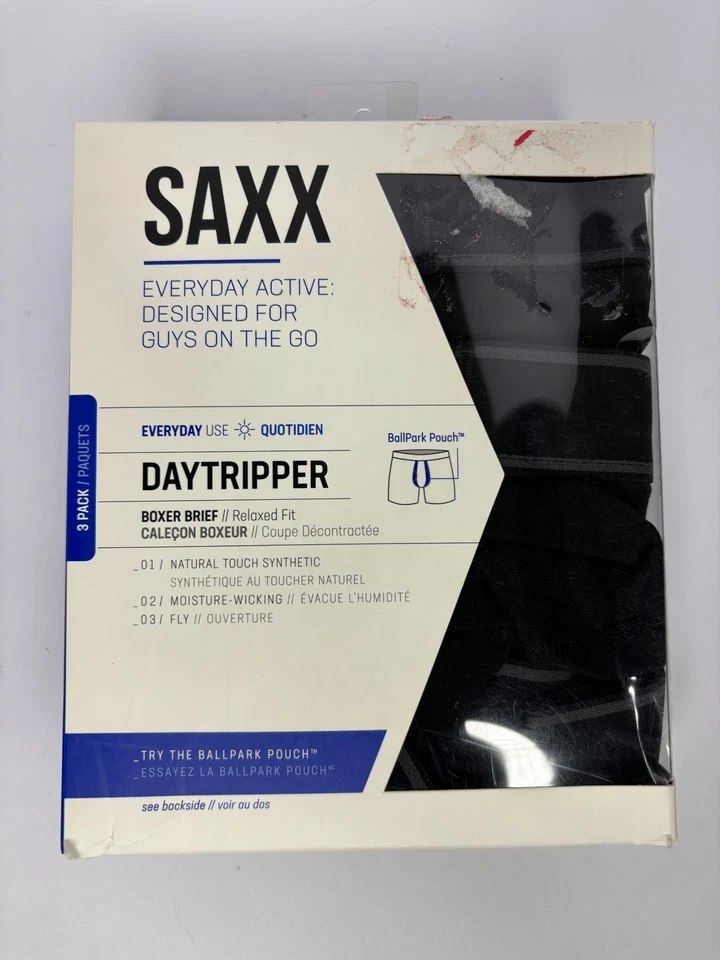 SAXX
EVERYDAY ACTIVE:
DESIGNED FOR
GUYS ON THE GO
3 PACK / PAQUETS
EVERYDAY USE QUOTIDIEN
BallPark Pouch™
DAYTRIPPER
BOXER BRIEF // Relaxed Fit
CALEÇON BOXEUR // Coupe Décontractée
_01/ NATURAL TOUCH SYNTHETIC
SYNTHÉTIQUE AU TOUCHER NATUREL
_02/ MOISTURE-WICKING // ÉVACUE L'HUMIDITÉ
_03/ FLY // OUVERTURE
_TRY THE BALLPARK POUCH™
_ESSAYEZ LA BALLPARK POUCH᠎ᴹᶜ
see backside // voir au dos